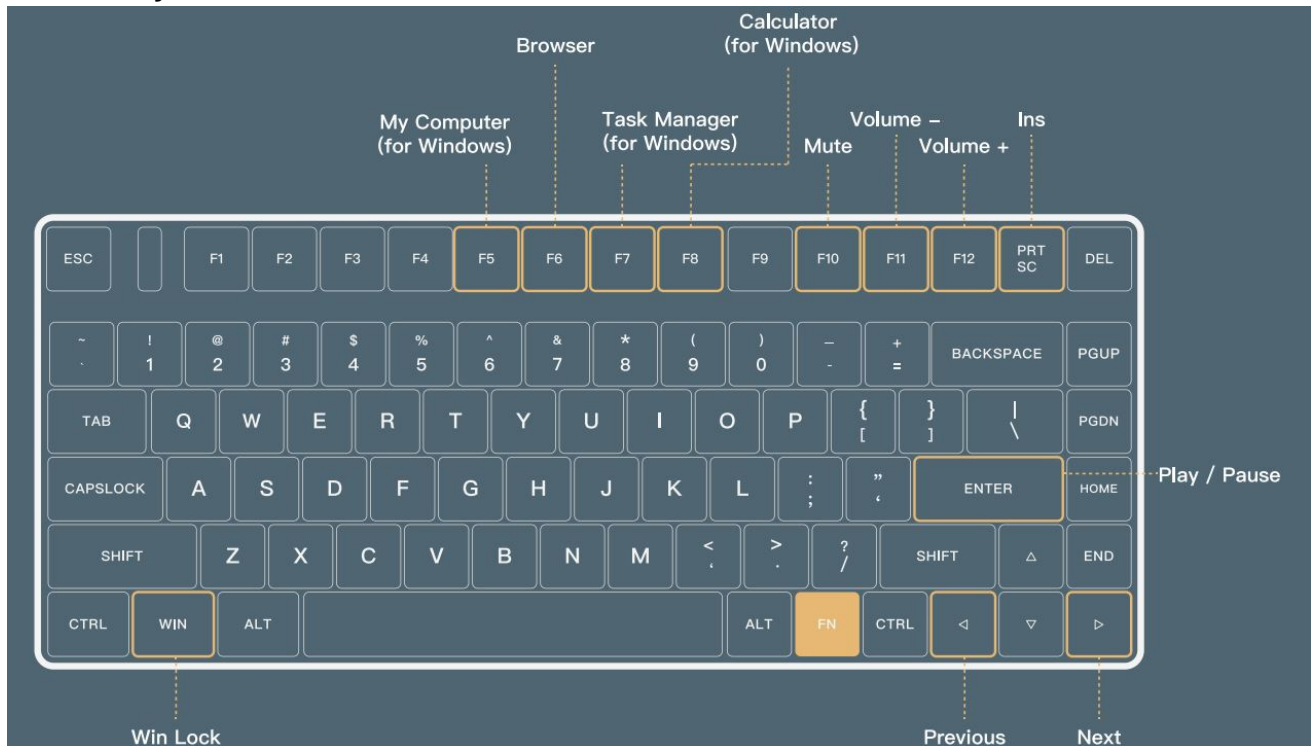 Calculator
(for Windows)
Browser
My Computer
(for Windows)
Task Manager
(for Windows)
Mute
Volume –
Volume +
Ins
ESC F1 F2 F3 F4 F5 F6 F7 F8 F9 F10 F11 F12 PRT SC DEL
~ ! @ # $ % ^ & * ( ) — +
` 1 2 3 4 5 6 7 8 9 0 - = BACKSPACE PGUP
TAB Q W E R T Y U I O P { [ } ] | \ PGDN
CAPSLOCK A S D F G H J K L : ; ” ‘ ENTER HOME
Play / Pause
SHIFT Z X C V B N M < ‘ > . ? / SHIFT △ END
CTRL WIN ALT ALT FN CTRL ◁ ▽ ▷
Win Lock
Previous
Next